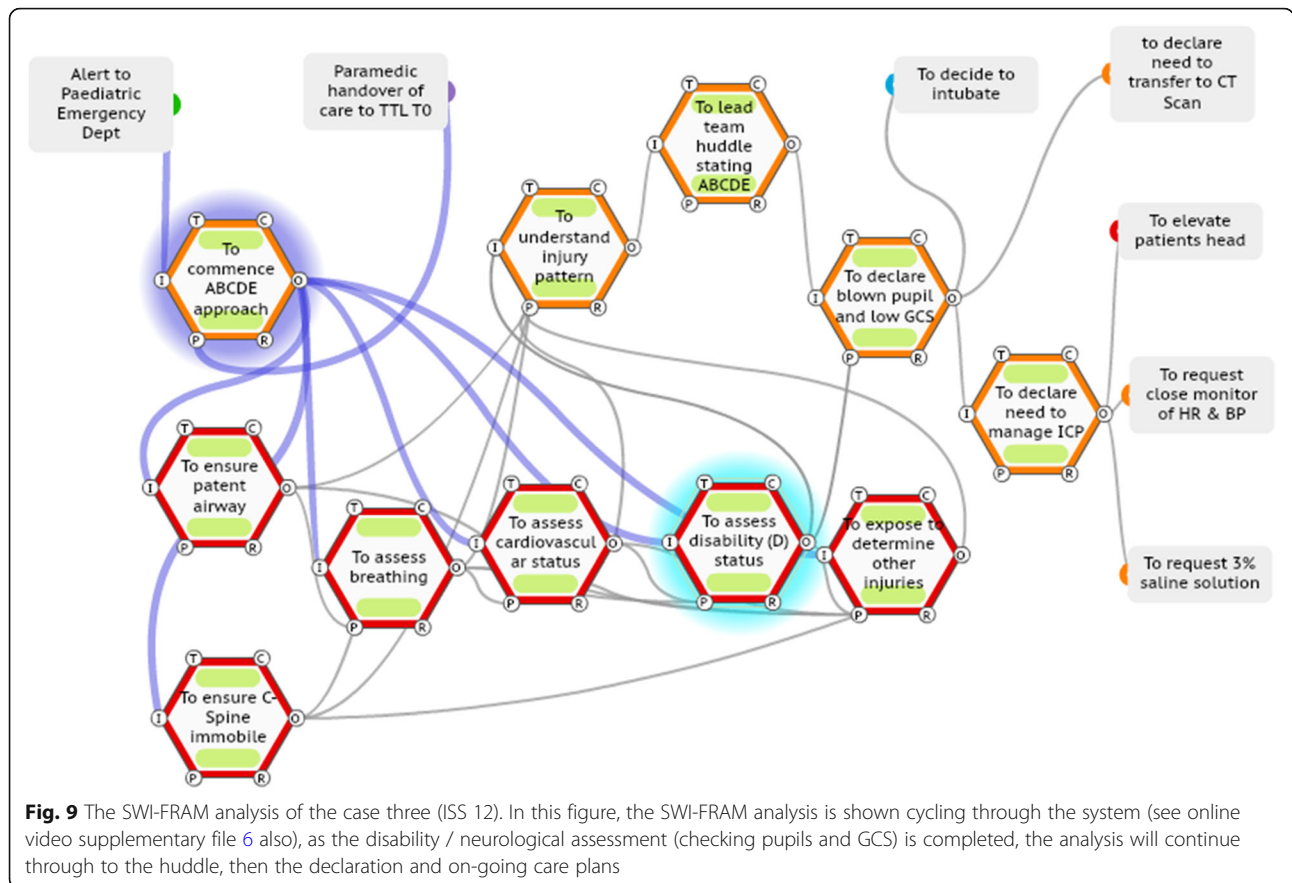 Alert to
Paediatric
Emergency
Dept
Paramedic
handover of
care to TTL T0
T
C
To lead
team
huddle
stating
ABCDE
I
O
P
R
To decide to
intubate
to declare
need to
transfer to CT
Scan
T
C
To
commence
ABCDE
approach
I
O
P
R
T
C
To
understand
injury
pattern
I
O
P
R
T
C
To declare
blown pupil
and low GCS
I
O
P
R
To elevate
patients head
T
C
To declare
need to
manage ICP
I
O
P
R
To request
close monitor
of HR & BP
To request 3%
saline solution
T
C
To ensure
patent
airway
I
O
P
R
T
C
To assess
breathing
I
O
P
R
T
C
To assess
cardiovascul
ar status
I
O
P
R
T
C
To assess
disability (D)
status
I
O
P
R
T
C
To expose to
determine
other
injuries
I
O
P
R
T
C
To ensure C-
Spine
immobile
I
O
P
R
Fig. 9 The SWI-FRAM analysis of the case three (ISS 12). In this figure, the SWI-FRAM analysis is shown cycling through the system (see online
video supplementary file 6 also), as the disability / neurological assessment (checking pupils and GCS) is completed, the analysis will continue
through to the huddle, then the declaration and on-going care plans